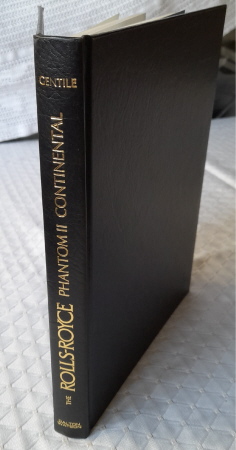 GENTILE
THE ROLLS-ROYCE PHANTOM II CONTINENTAL